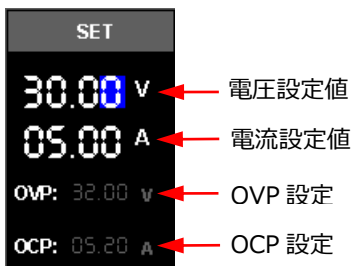 SET
30.00 V 電圧設定値
05.00 A 電流設定値
OVP: 32.00 V OVP 設定
OCP: 05.20 A OCP 設定